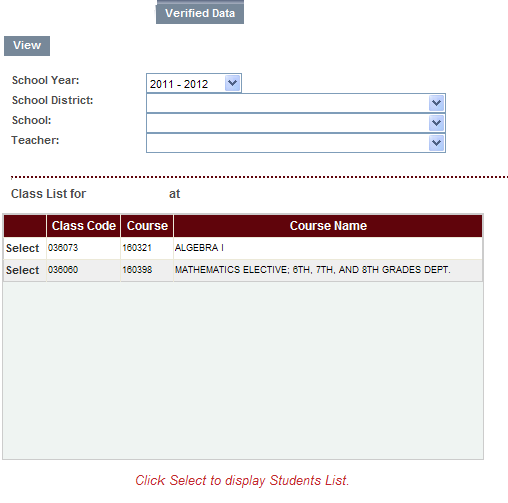 Verified Data
View
School Year: 2011 - 2012
School District:
School:
Teacher:
Class List for at
Class Code Course Course Name
Select 036073 160321 ALGEBRA I
Select 036060 160398 MATHEMATICS ELECTIVE; 6TH, 7TH, AND 8TH GRADES DEPT.
Click Select to display Students List.